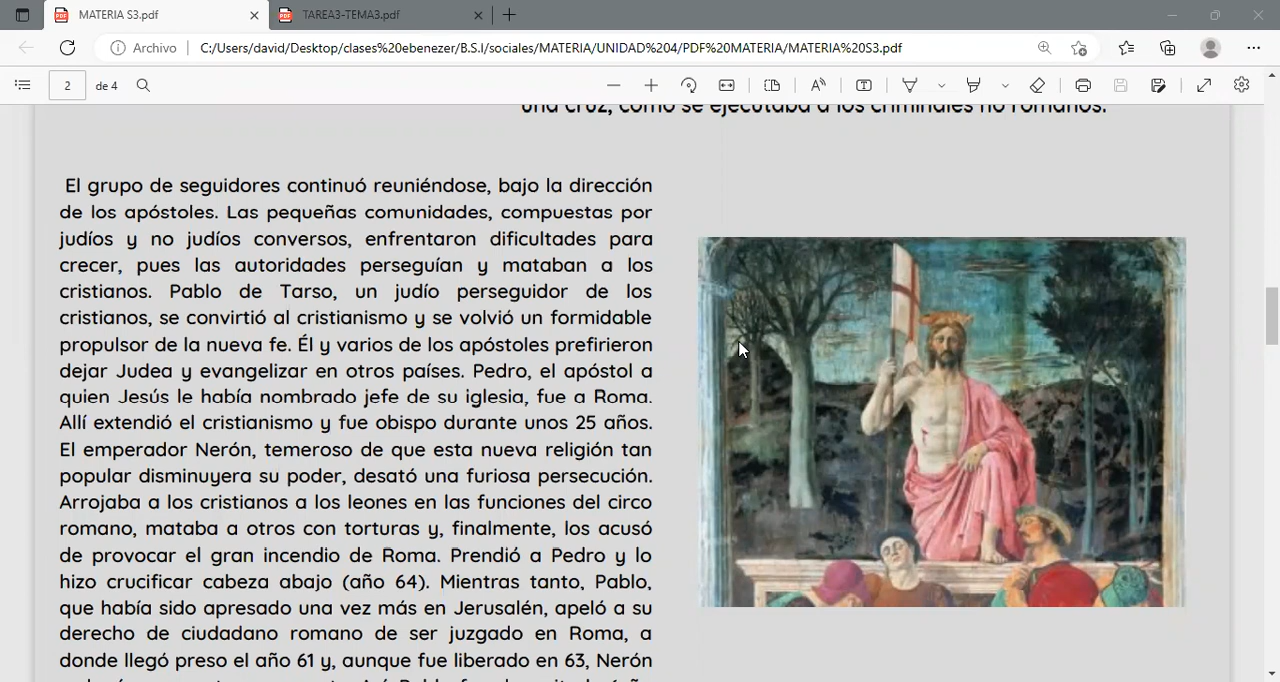 MATERIA S3.pdf
TAREA3-TEMA3.pdf
Archivo
C:/Users/david/Desktop/clases%20ebenezer/B.S.I/sociales/MATERIA/UNIDAD%204/PDF%20MATERIA/MATERIA%20S3.pdf
2
de 4
una cruz, como se ejecutaba a los criminales no romanos.
El grupo de seguidores continuó reuniéndose, bajo la dirección
de los apóstoles. Las pequeñas comunidades, compuestas por
judíos y no judíos conversos, enfrentaron dificultades para
crecer, pues las autoridades perseguían y mataban a los
cristianos. Pablo de Tarso, un judío perseguidor de los
cristianos, se convirtió al cristianismo y se volvió un formidable
propulsor de la nueva fe. Él y varios de los apóstoles prefirieron
dejar Judea y evangelizar en otros países. Pedro, el apóstol a
quien Jesús le había nombrado jefe de su iglesia, fue a Roma.
Allí extendió el cristianismo y fue obispo durante unos 25 años.
El emperador Nerón, temeroso de que esta nueva religión tan
popular disminuyera su poder, desató una furiosa persecución.
Arrojaba a los cristianos a los leones en las funciones del circo
romano, mataba a otros con torturas y, finalmente, los acusó
de provocar el gran incendio de Roma. Prendió a Pedro y lo
hizo crucificar cabeza abajo (año 64). Mientras tanto, Pablo,
que había sido apresado una vez más en Jerusalén, apeló a su
derecho de ciudadano romano de ser juzgado en Roma, a
donde llegó preso el año 61 y, aunque fue liberado en 63, Nerón